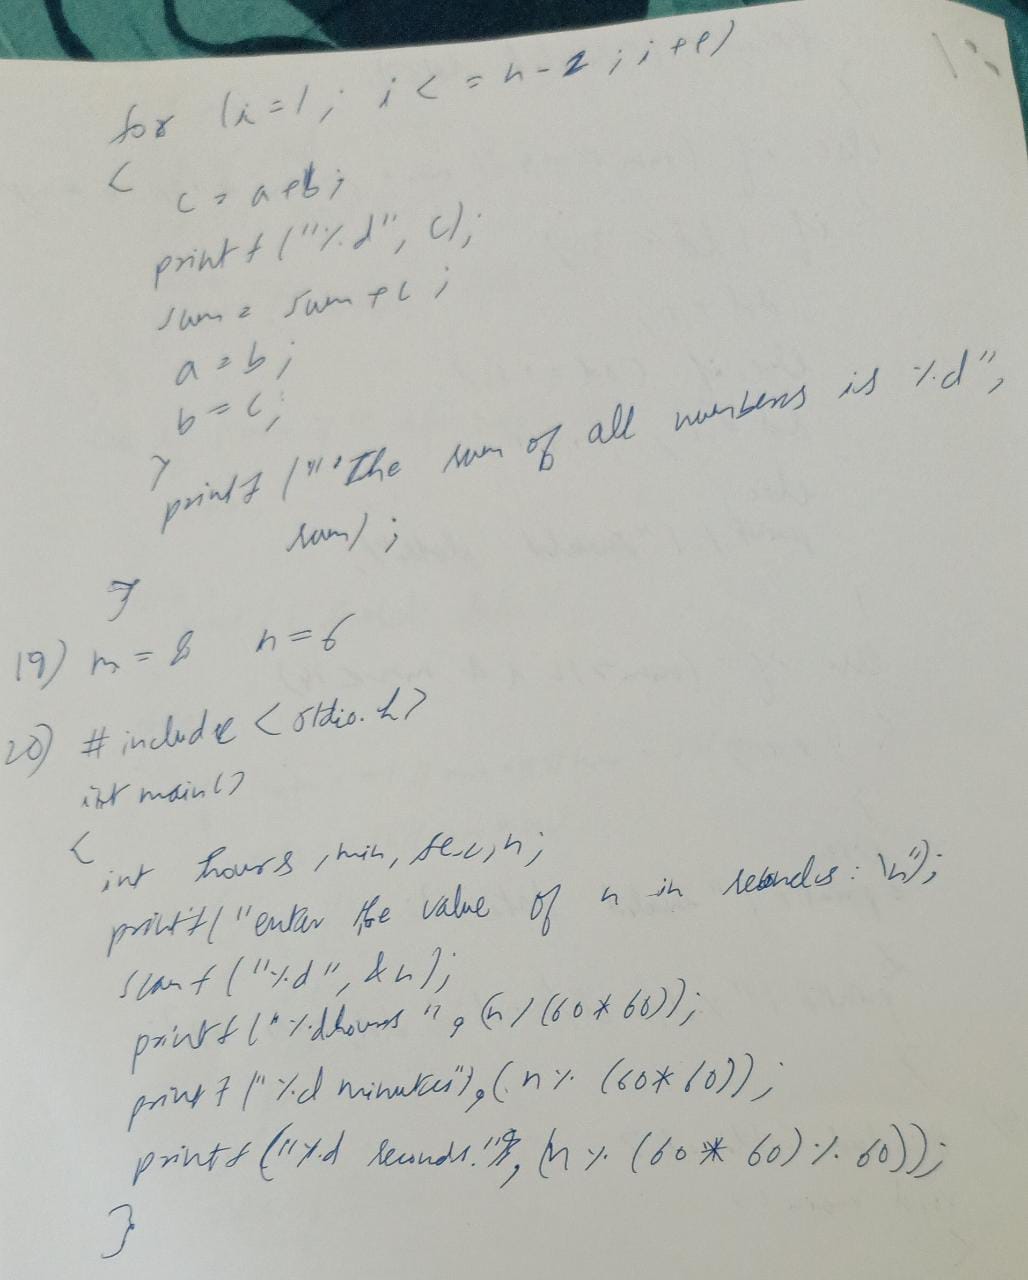 for (i=1; i<=n-2; i++)
{
c=a+b;
printf("%d", c);
sum = sum+c;
a=b;
b=c;
}
printf("The sum of all numbers is %d",
sum);
}
19) m=8 n=6
20) #include <stdio.h>
int main()
{
int hours, min, sec, n;
printf("enter the value of n in seconds: \n");
scanf("%d", &n);
printf("%dhours", (n/(60*60));
printf("%d minutes"), (n% (60*60));
printf("%d seconds.", (n% (60*60)%60));
}